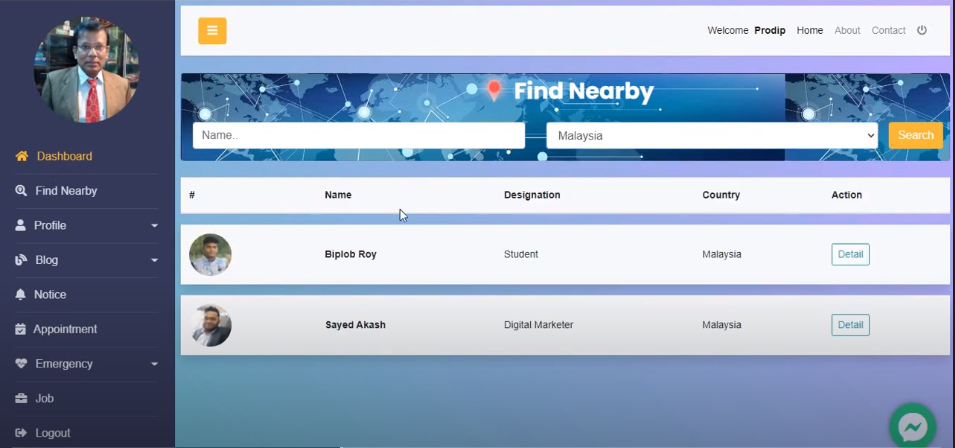 Welcome Prodip Home About Contact
Find Nearby
Name..
Malaysia
Search
Dashboard
Find Nearby
Profile
Blog
Notice
Appointment
Emergency
Job
Logout
# Name Designation Country Action
Biplob Roy Student Malaysia Detail
Sayed Akash Digital Marketer Malaysia Detail